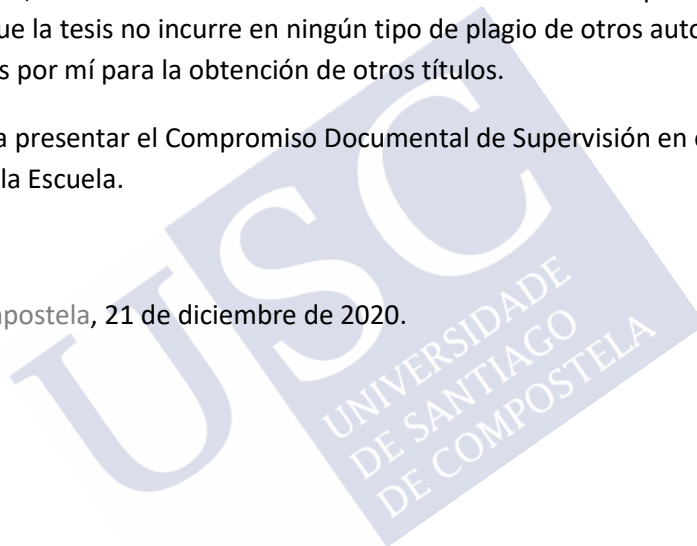 ue la tesis no incurre en ningún tipo de plagio de otros auto
s por mí para la obtención de otros títulos.
a presentar el Compromiso Documental de Supervisión en
la Escuela.
postela, 21 de diciembre de 2020.
USC
UNIVERSIDADE
DE SANTIAGO
DE COMPOSTELA